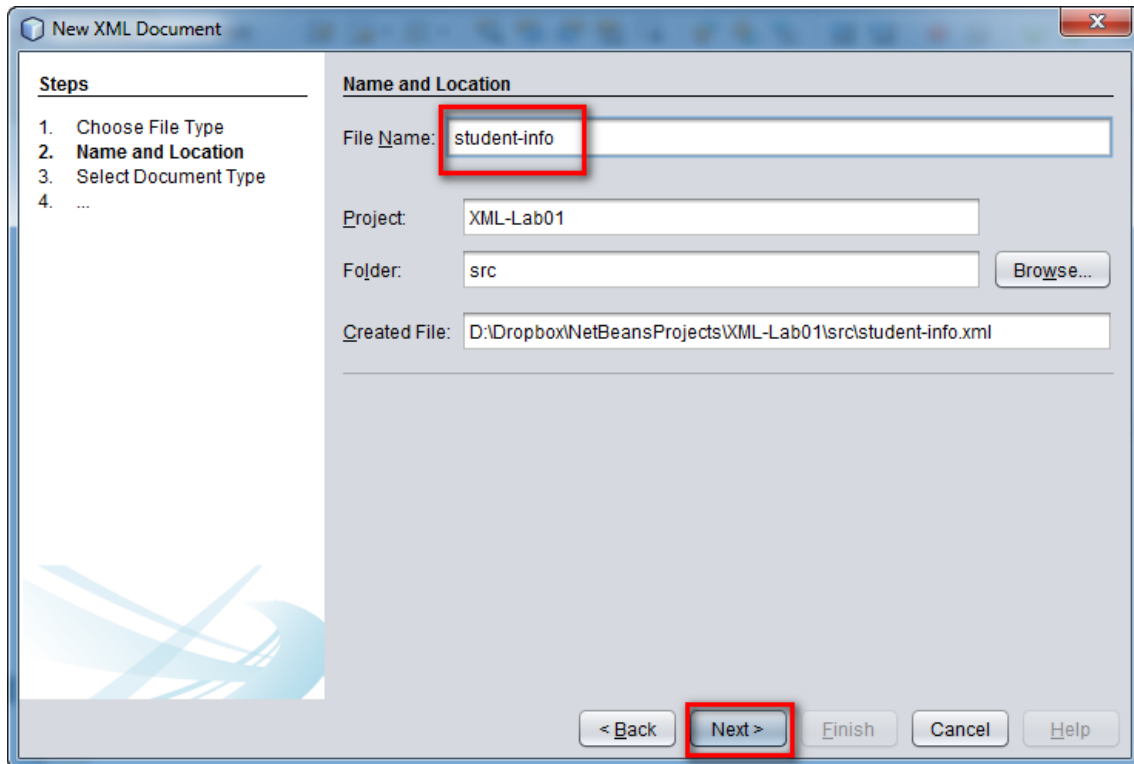 New XML Document
Steps
1. Choose File Type
2. Name and Location
3. Select Document Type
4. ...
Name and Location
File Name: student-info
Project: XML-Lab01
Folder: src Browse...
Created File: D:\Dropbox\NetBeansProjects\XML-Lab01\src\student-info.xml
< Back Next > Finish Cancel Help